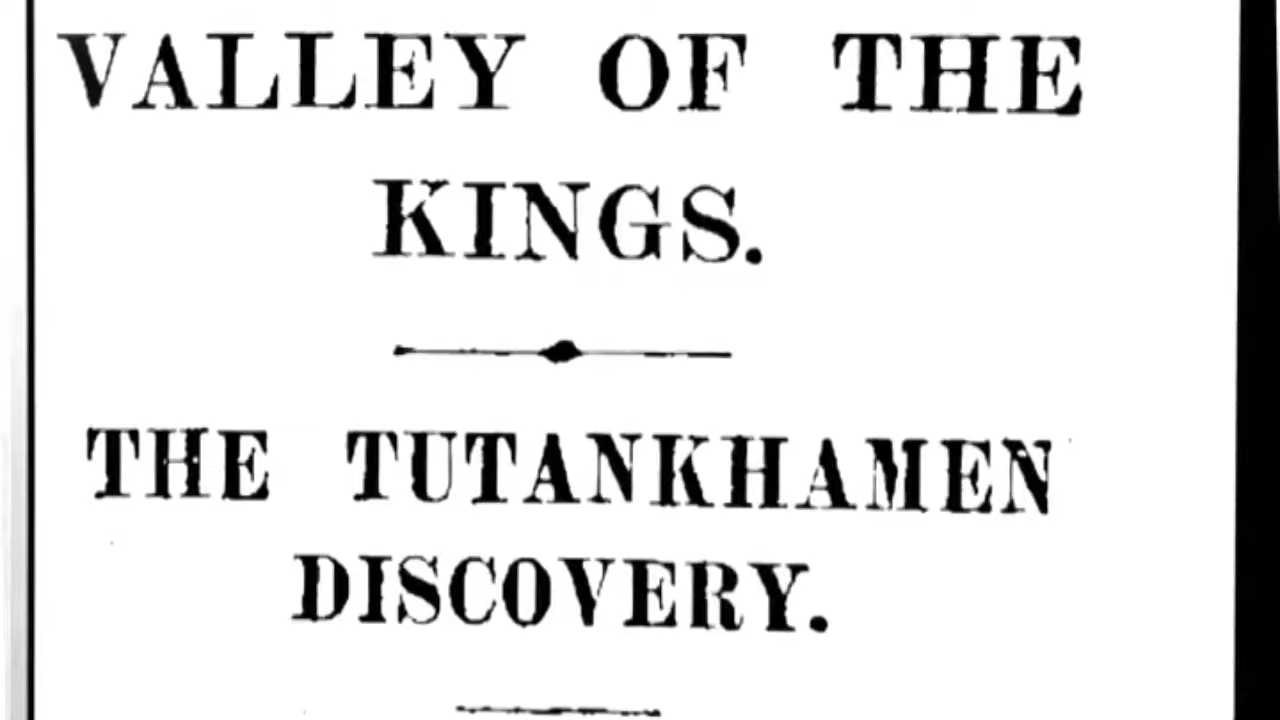 VALLEY OF THE
KINGS.
THE TUTANKHAMEN
DISCOVERY.